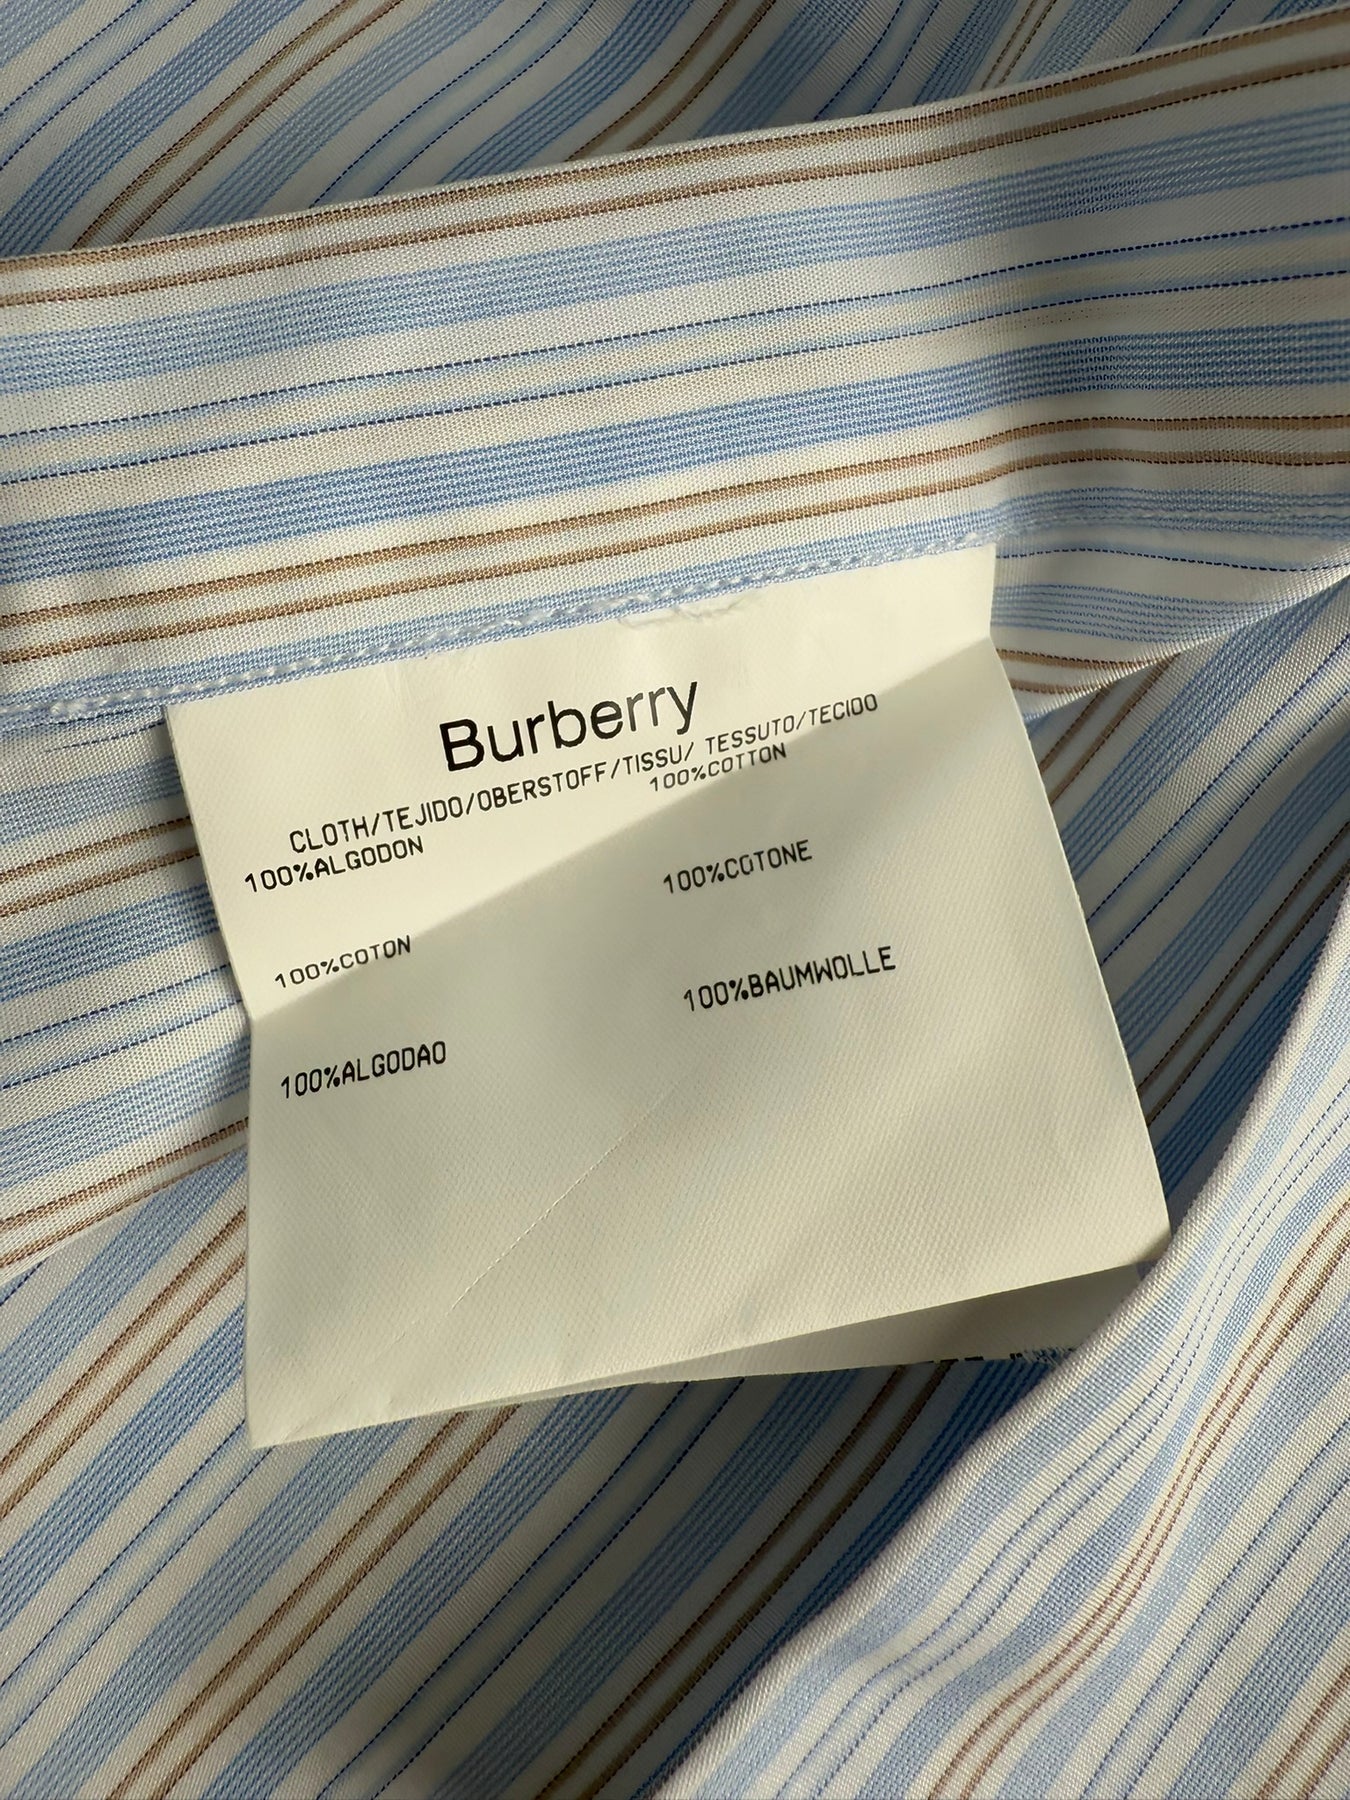 Burberry
CLOTH/TEJIDO/OBERSTOFF/TISSU/ TESSUTO/TECIDO
100%ALGODON 100%COTTON
100%COTON 100%COTONE
100%ALGODAO 100%BAUMWOLLE